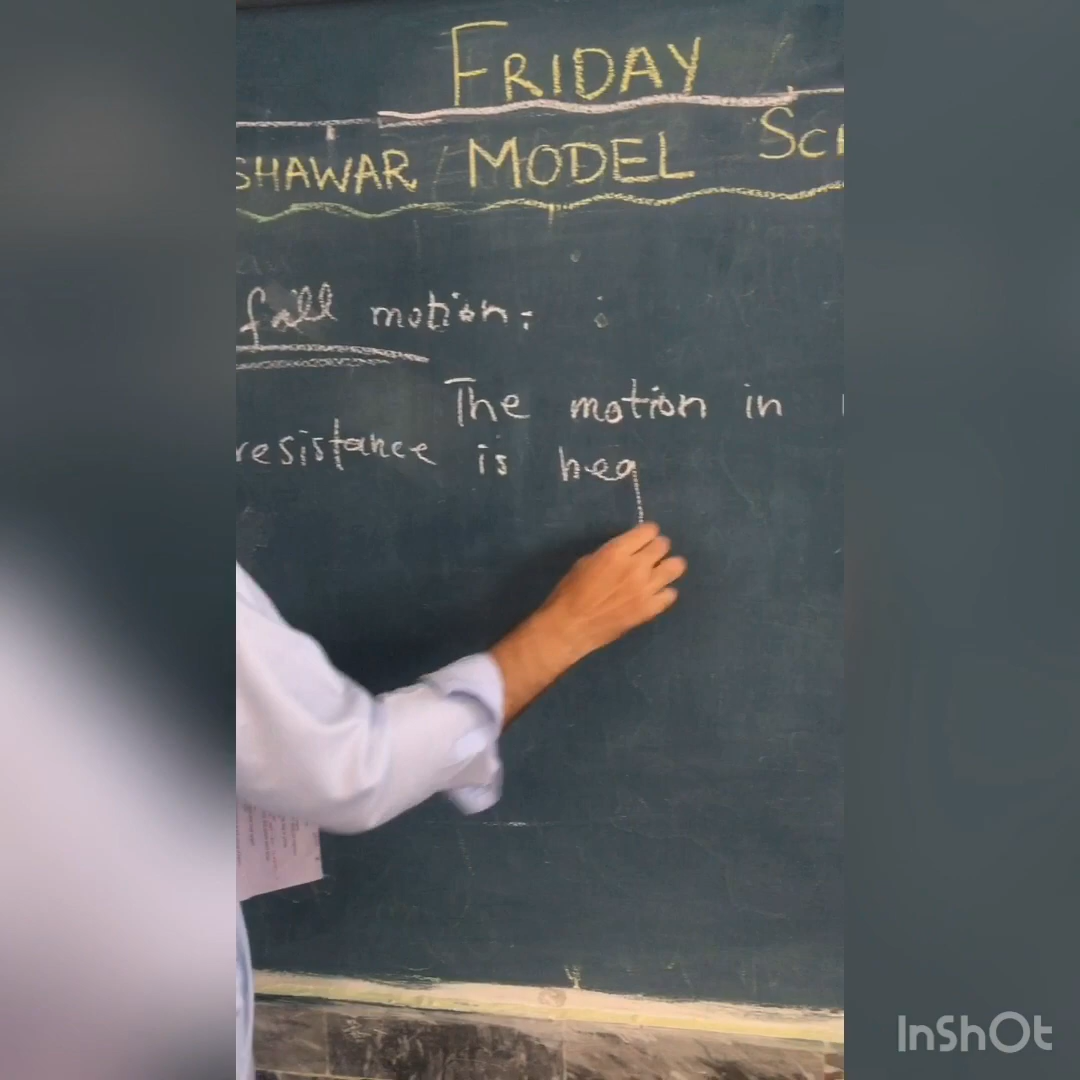 FRIDAY
SHAWAR MODEL SC
fall motion:
The motion in
resistance is neg
InShOt